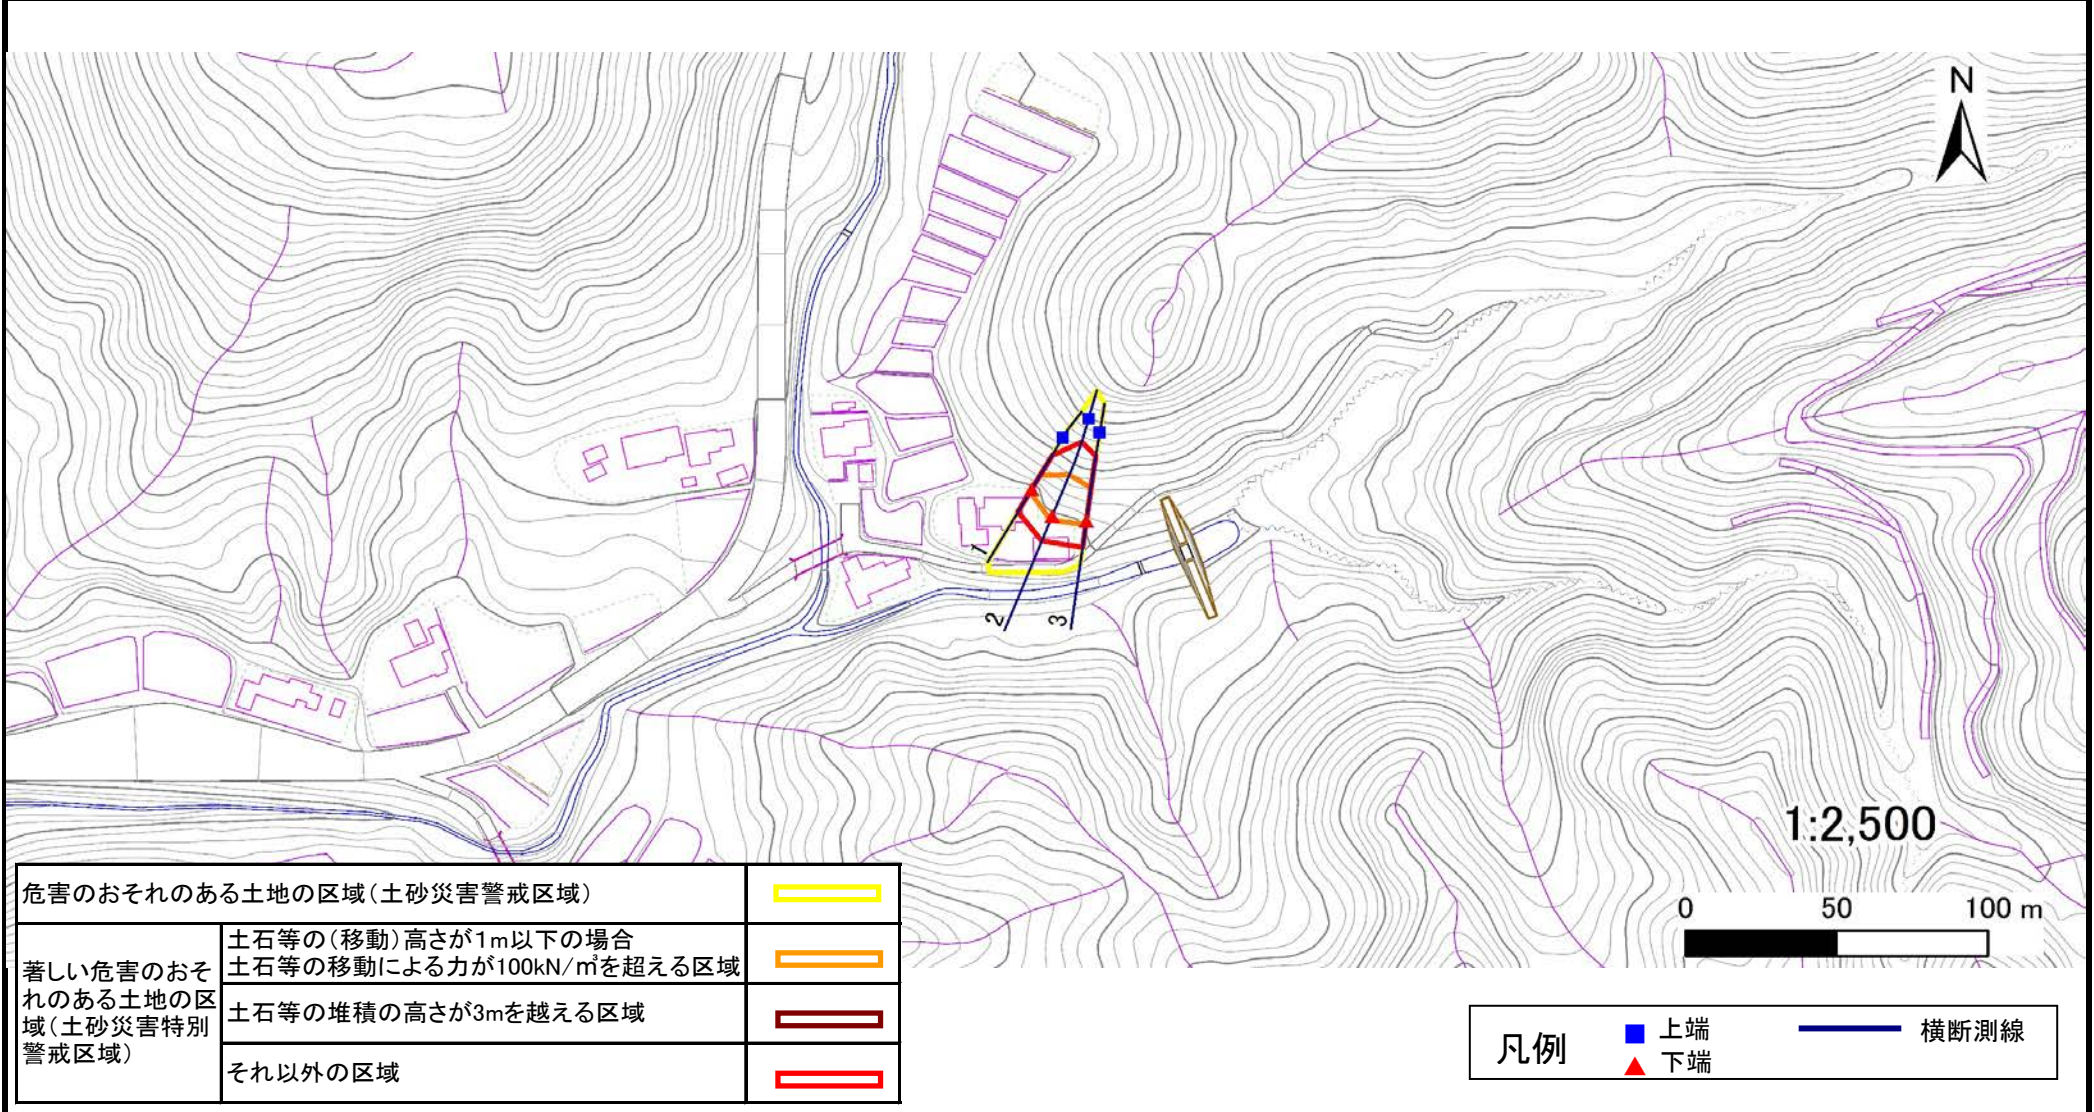 N
1
2
3
1:2,500
0 50 100 m
危害のおそれのある土地の区域(土砂災害警戒区域)
著しい危害のおそ
れのある土地の区
域(土砂災害特別
警戒区域)
土石等の(移動)高さが1m以下の場合
土石等の移動による力が100kN/㎥を超える区域
土石等の堆積の高さが3mを越える区域
それ以外の区域
凡例
上端
下端
横断測線